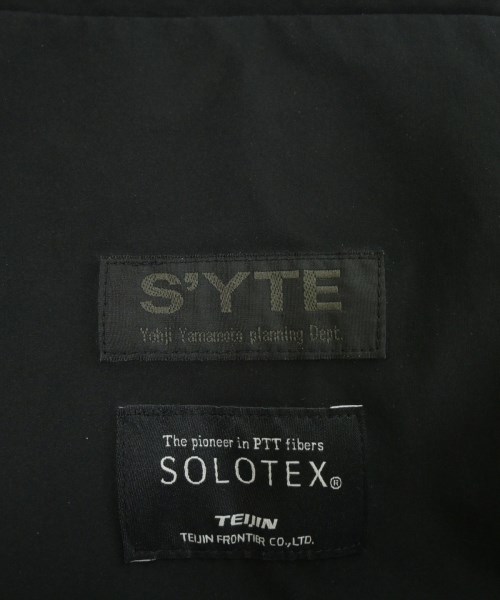 S'YTE
Yohji Yamamoto planning Dept.
The pioneer in PTT fibers
SOLOTEX®
TEIJIN
TEIJIN FRONTIER CO.,LTD.